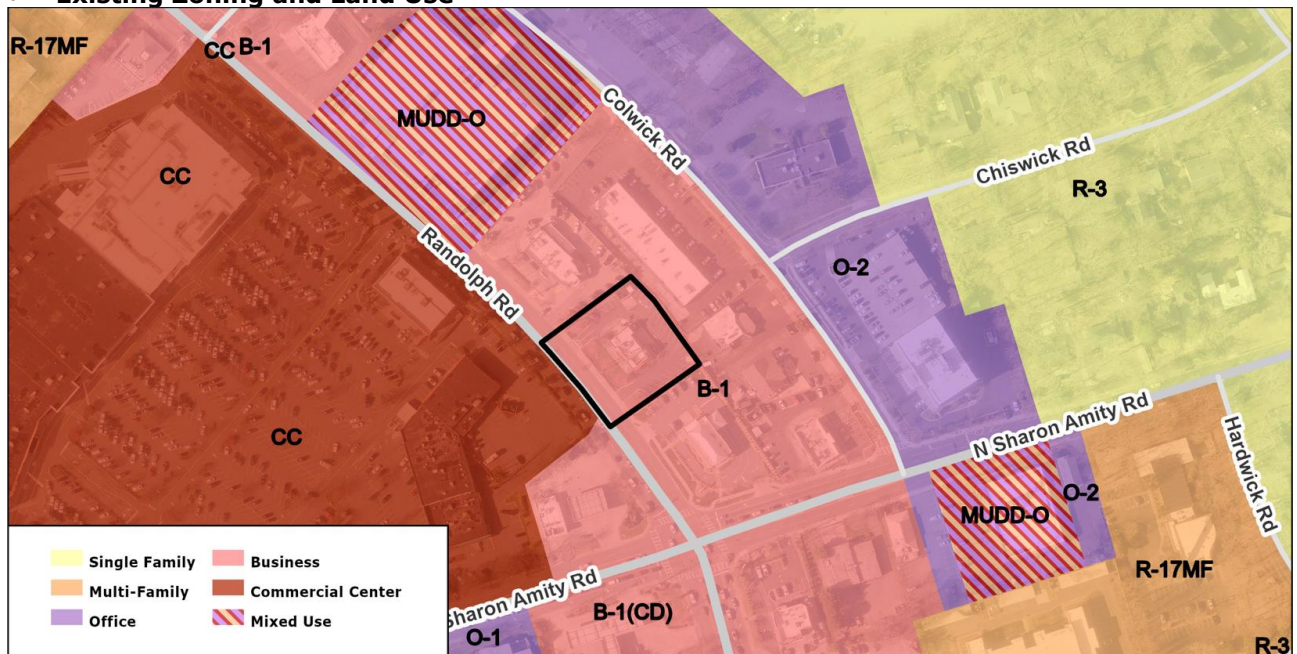 Existing Zoning and Land Use
R-17MF
CC
B-1
MUDD-O
Colwick Rd
Chiswick Rd
CC
R-3
Randolph Rd
O-2
B-1
CC
N Sharon Amity Rd
Hardwick Rd
O-2
MUDD-O
R-17MF
Sharon Amity Rd
B-1(CD)
O-1
R-3
Single Family
Business
Multi-Family
Commercial Center
Office
Mixed Use